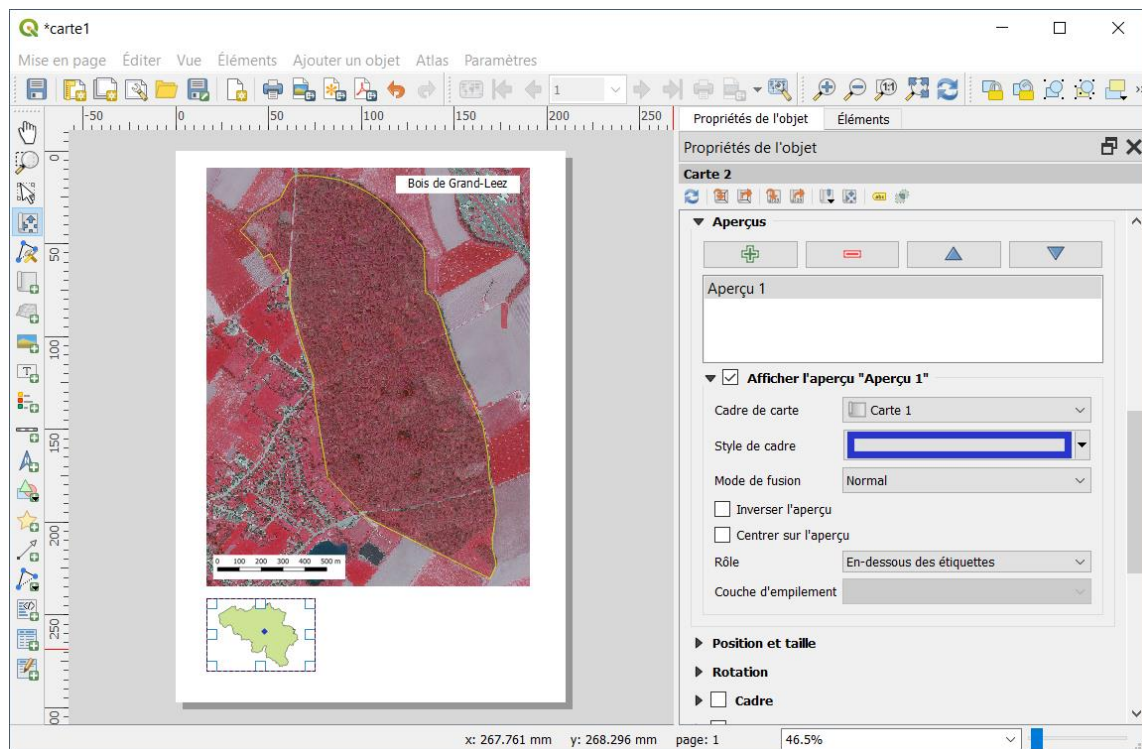 *carte1
Mise en page Éditer Vue Éléments Ajouter un objet Atlas Paramètres
1:1
1
-50 0 50 100 150 200 250
0
50
100
150
200
250
Bois de Grand-Leez
0 100 200 300 400 500 m
Propriétés de l'objet Éléments
Propriétés de l'objet
Carte 2
abc
Aperçus
Aperçu 1
Afficher l'aperçu "Aperçu 1"
Cadre de carte Carte 1
Style de cadre
Mode de fusion Normal
Inverser l'aperçu
Centrer sur l'aperçu
Rôle En-dessous des étiquettes
Couche d'empilement
Position et taille
Rotation
Cadre
x: 267.761 mm y: 268.296 mm page: 1 46.5%